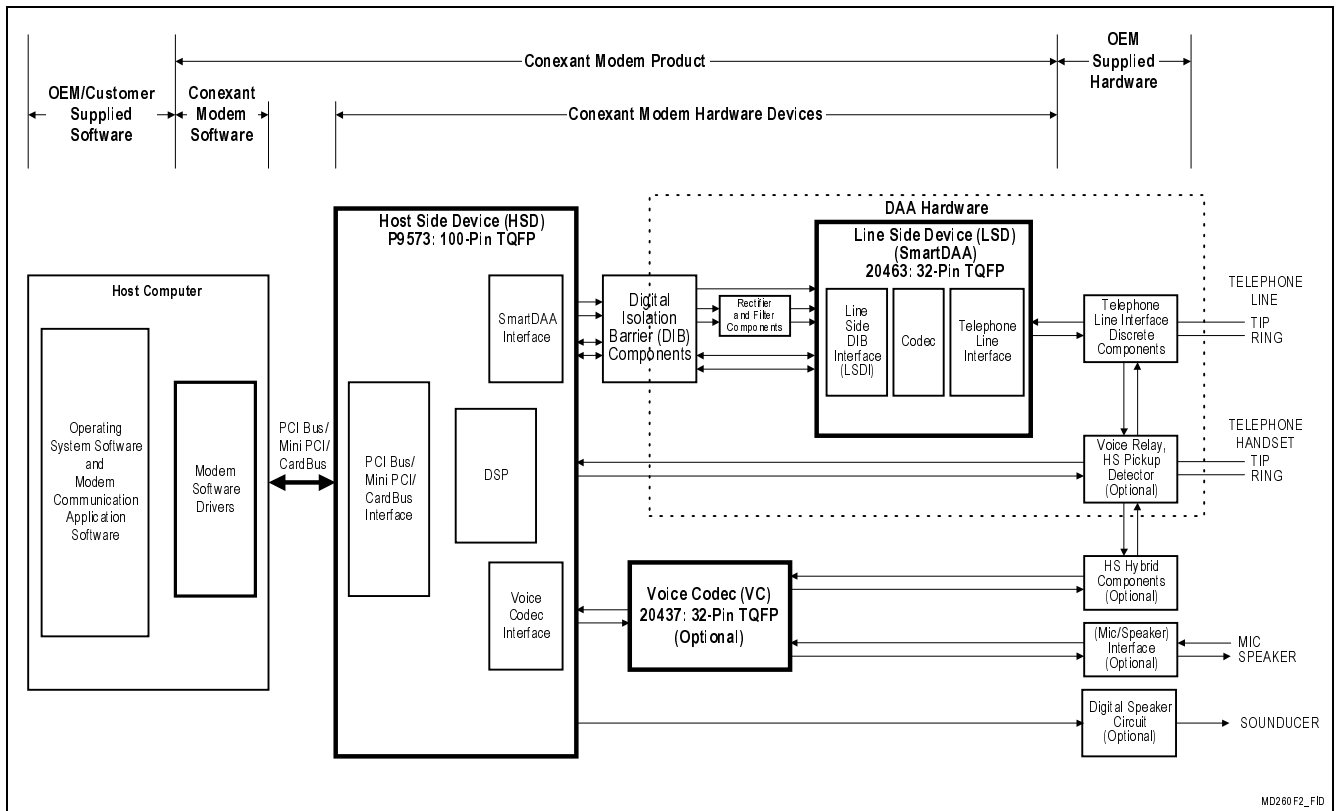 Conexant Modem Product
OEM
Supplied
Hardware
OEM/Customer
Supplied
Software
Conexant
Modem
Software
Conexant Modem Hardware Devices
Host Computer
Operating
System Software
and
Modem
Communication
Application
Software
Modem
Software
Drivers
PCI Bus/
Mini PCI/
CardBus
Host Side Device (HSD)
P9573: 100-Pin TQFP
PCI Bus/
Mini PCI/
CardBus
Interface
SmartDAA
Interface
DSP
Voice
Codec
Interface
Digital
Isolation
Barrier (DIB)
Components
DAA Hardware
Rectifier
and Filter
Components
Line Side Device (LSD)
(SmartDAA)
20463: 32-Pin TQFP
Line
Side
DIB
Interface
(LSDI)
Codec
Telephone
Line
Interface
Telephone
Line Interface
Discrete
Components
TELEPHONE
LINE
TIP
RING
Voice Relay,
HS Pickup
Detector
(Optional)
TELEPHONE
HANDSET
TIP
RING
Voice Codec (VC)
20437: 32-Pin TQFP
(Optional)
HS Hybrid
Components
(Optional)
(Mic/Speaker)
Interface
(Optional)
MIC
SPEAKER
Digital Speaker
Circuit
(Optional)
SOUNDUCER
MD260F2_FID